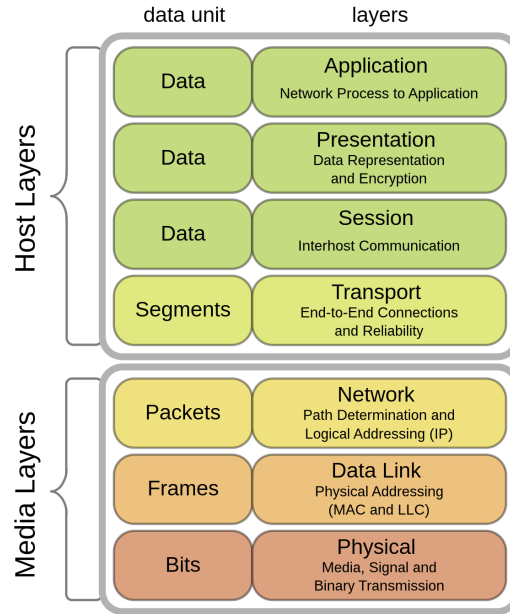 data unit
layers
Host Layers
Data
Application
Network Process to Application
Data
Presentation
Data Representation
and Encryption
Data
Session
Interhost Communication
Segments
Transport
End-to-End Connections
and Reliability
Media Layers
Packets
Network
Path Determination and
Logical Addressing (IP)
Frames
Data Link
Physical Addressing
(MAC and LLC)
Bits
Physical
Media, Signal and
Binary Transmission